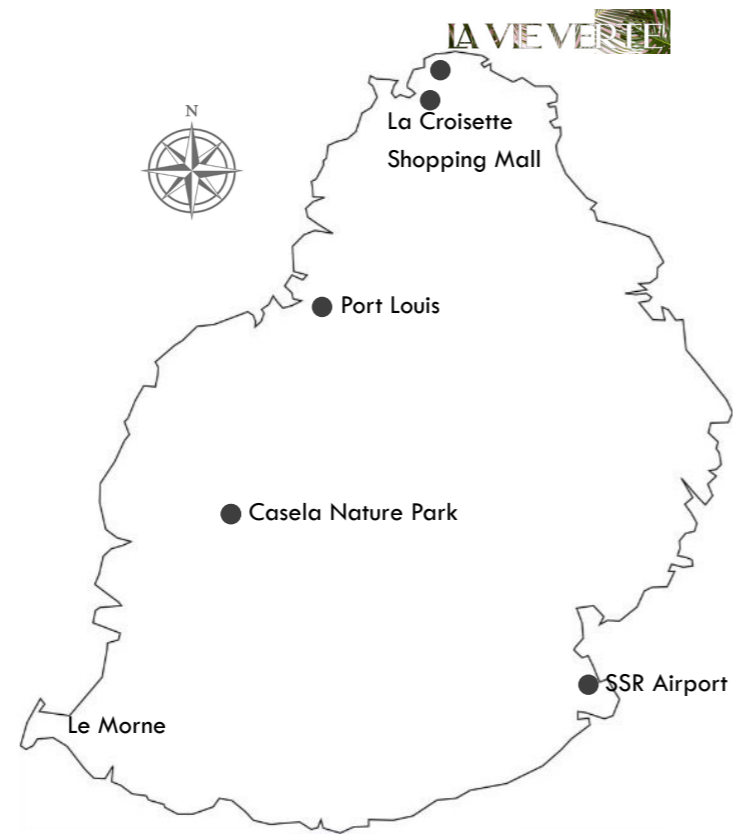 LA VIE VERTE
N
La Croisette
Shopping Mall
Port Louis
Casela Nature Park
SSR Airport
Le Morne